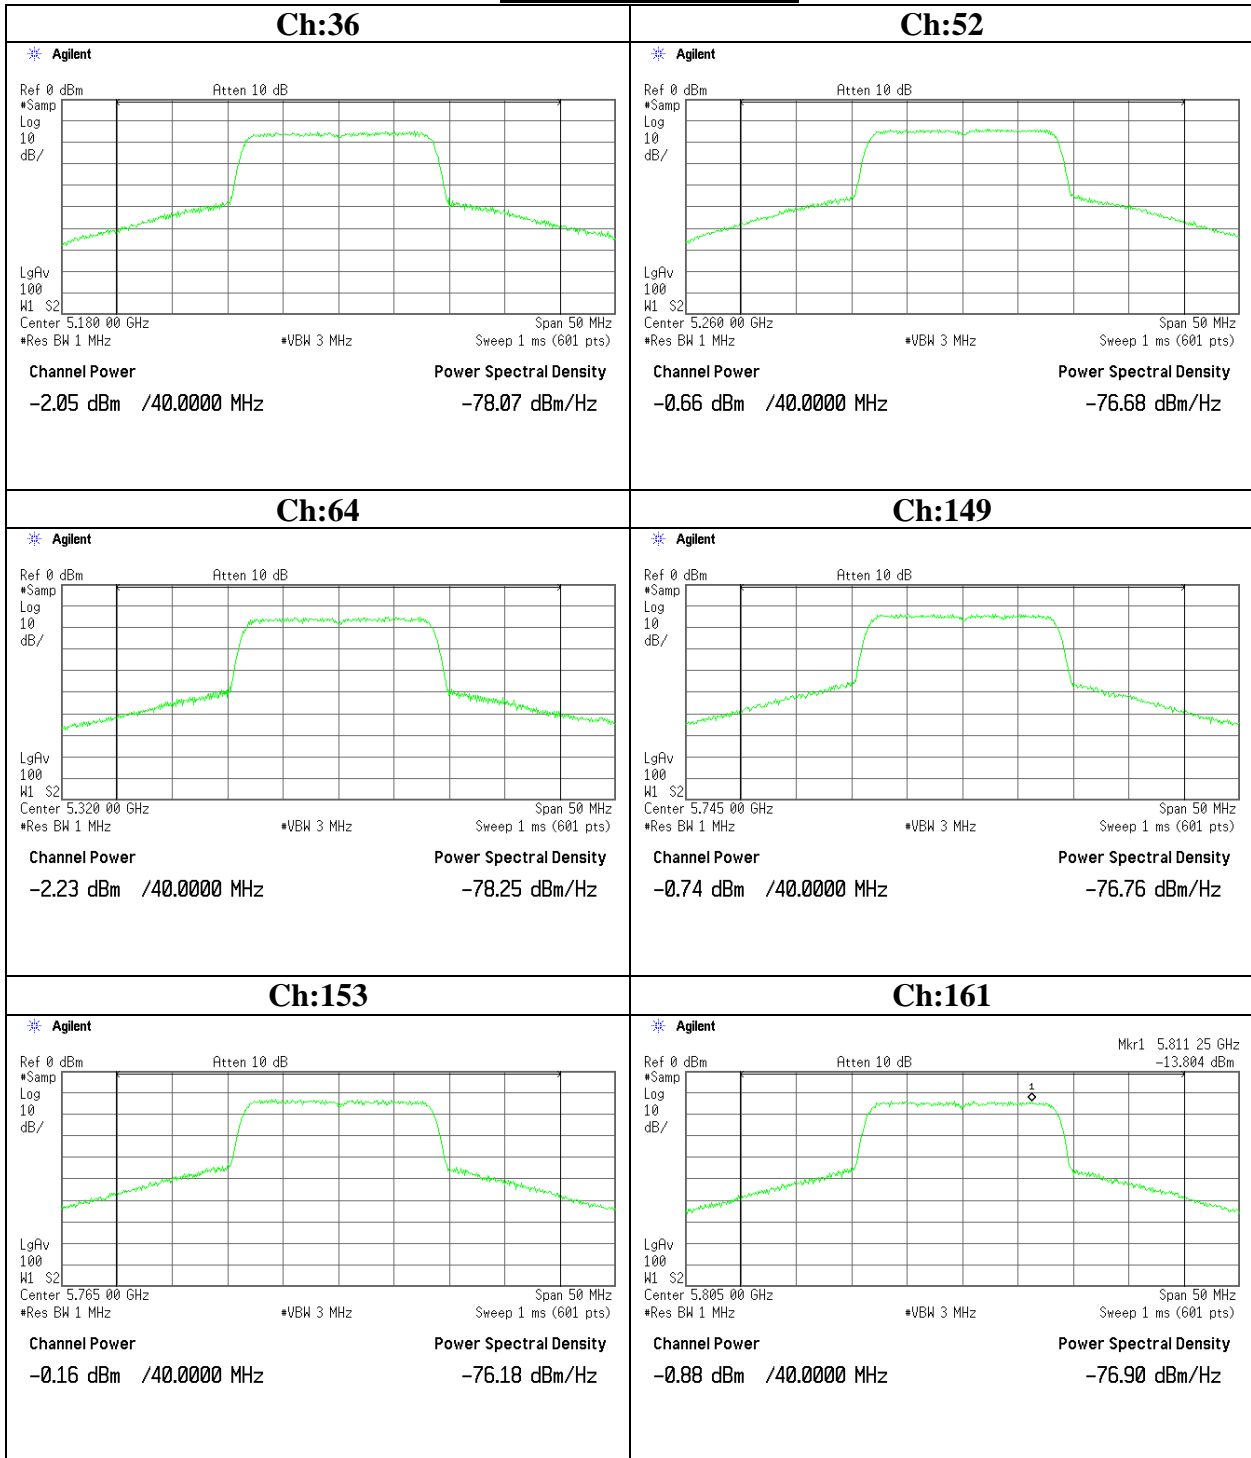 Ch:36
Agilent
Ref 0 dBm Atten 10 dB
#Samp
Log
10
dB/
LgAv
100
W1 S2
Center 5.180 00 GHz Span 50 MHz
#Res BW 1 MHz #VBW 3 MHz Sweep 1 ms (601 pts)
Channel Power Power Spectral Density
-2.05 dBm /40.0000 MHz -78.07 dBm/Hz
Ch:52
Agilent
Ref 0 dBm Atten 10 dB
#Samp
Log
10
dB/
LgAv
100
W1 S2
Center 5.260 00 GHz Span 50 MHz
#Res BW 1 MHz #VBW 3 MHz Sweep 1 ms (601 pts)
Channel Power Power Spectral Density
-0.66 dBm /40.0000 MHz -76.68 dBm/Hz
Ch:64
Agilent
Ref 0 dBm Atten 10 dB
#Samp
Log
10
dB/
LgAv
100
W1 S2
Center 5.320 00 GHz Span 50 MHz
#Res BW 1 MHz #VBW 3 MHz Sweep 1 ms (601 pts)
Channel Power Power Spectral Density
-2.23 dBm /40.0000 MHz -78.25 dBm/Hz
Ch:149
Agilent
Ref 0 dBm Atten 10 dB
#Samp
Log
10
dB/
LgAv
100
W1 S2
Center 5.745 00 GHz Span 50 MHz
#Res BW 1 MHz #VBW 3 MHz Sweep 1 ms (601 pts)
Channel Power Power Spectral Density
-0.74 dBm /40.0000 MHz -76.76 dBm/Hz
Ch:153
Agilent
Ref 0 dBm Atten 10 dB
#Samp
Log
10
dB/
LgAv
100
W1 S2
Center 5.765 00 GHz Span 50 MHz
#Res BW 1 MHz #VBW 3 MHz Sweep 1 ms (601 pts)
Channel Power Power Spectral Density
-0.16 dBm /40.0000 MHz -76.18 dBm/Hz
Ch:161
Agilent
Mkr1 5.811 25 GHz
Ref 0 dBm Atten 10 dB -13.804 dBm
#Samp
Log
10
dB/
1
LgAv
100
W1 S2
Center 5.805 00 GHz Span 50 MHz
#Res BW 1 MHz #VBW 3 MHz Sweep 1 ms (601 pts)
Channel Power Power Spectral Density
-0.88 dBm /40.0000 MHz -76.90 dBm/Hz